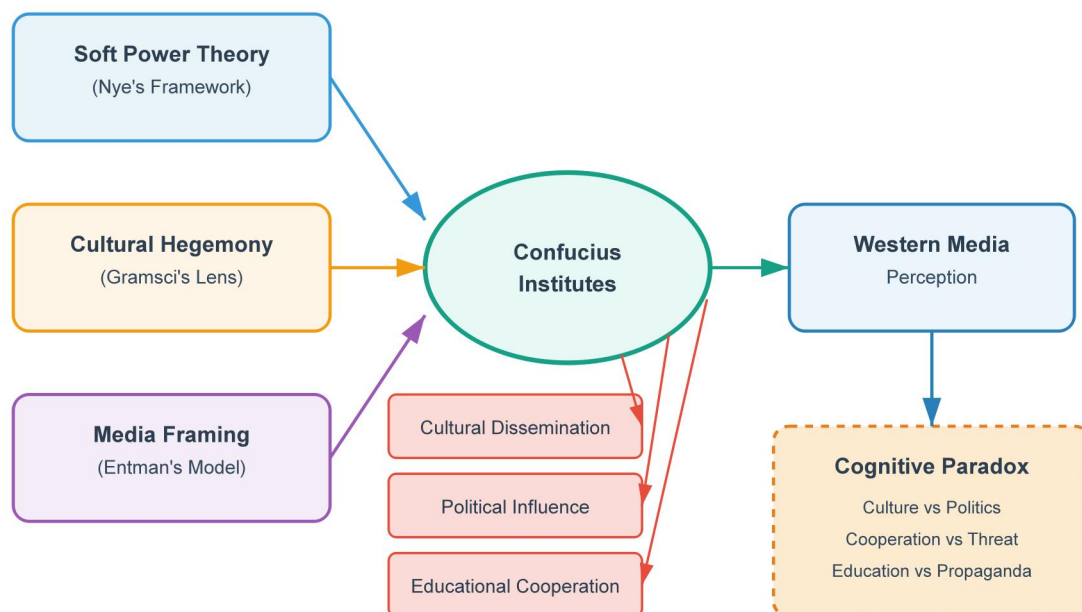 Soft Power Theory
(Nye's Framework)
Cultural Hegemony
(Gramsci's Lens)
Media Framing
(Entman's Model)
Confucius
Institutes
Cultural Dissemination
Political Influence
Educational Cooperation
Western Media
Perception
Cognitive Paradox
Culture vs Politics
Cooperation vs Threat
Education vs Propaganda